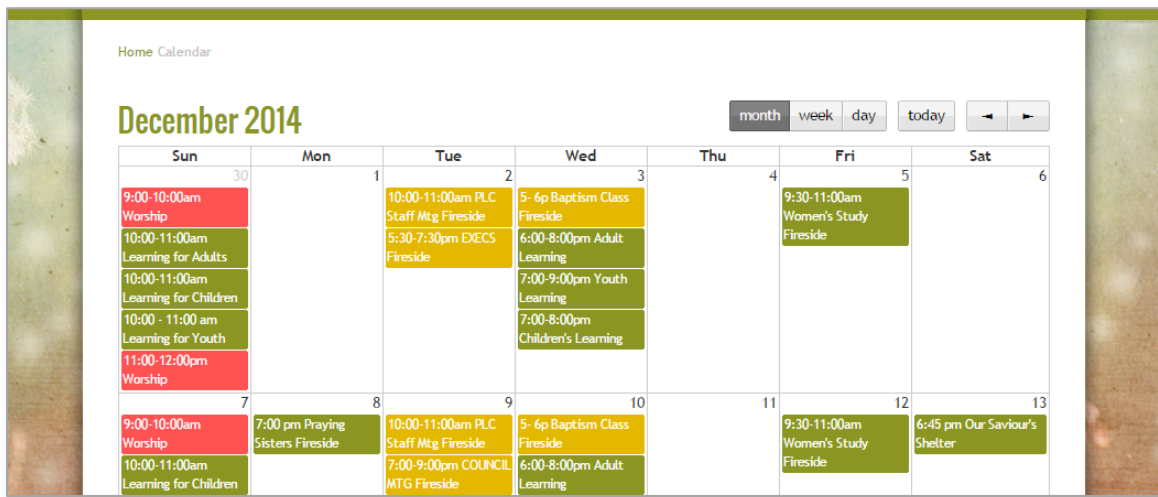 Home Calendar
December 2014
month week day today ◄ ►
Sun Mon Tue Wed Thu Fri Sat
30 1 2 3 4 5 6
9:00-10:00am
Worship
10:00-11:00am
Learning for Adults
10:00-11:00am
Learning for Children
10:00 - 11:00 am
Learning for Youth
11:00-12:00pm
Worship
10:00-11:00am PLC
Staff Mtg Fireside
5:30-7:30pm EXECS
Fireside
5- 6p Baptism Class
Fireside
6:00-8:00pm Adult
Learning
7:00-9:00pm Youth
Learning
7:00-8:00pm
Children's Learning
9:30-11:00am
Women's Study
Fireside
7 8 9 10 11 12 13
9:00-10:00am
Worship
10:00-11:00am
Learning for Children
7:00 pm Praying
Sisters Fireside
10:00-11:00am PLC
Staff Mtg Fireside
7:00-9:00pm COUNCIL
MTG Fireside
5- 6p Baptism Class
Fireside
6:00-8:00pm Adult
Learning
9:30-11:00am
Women's Study
Fireside
6:45 pm Our Saviour's
Shelter